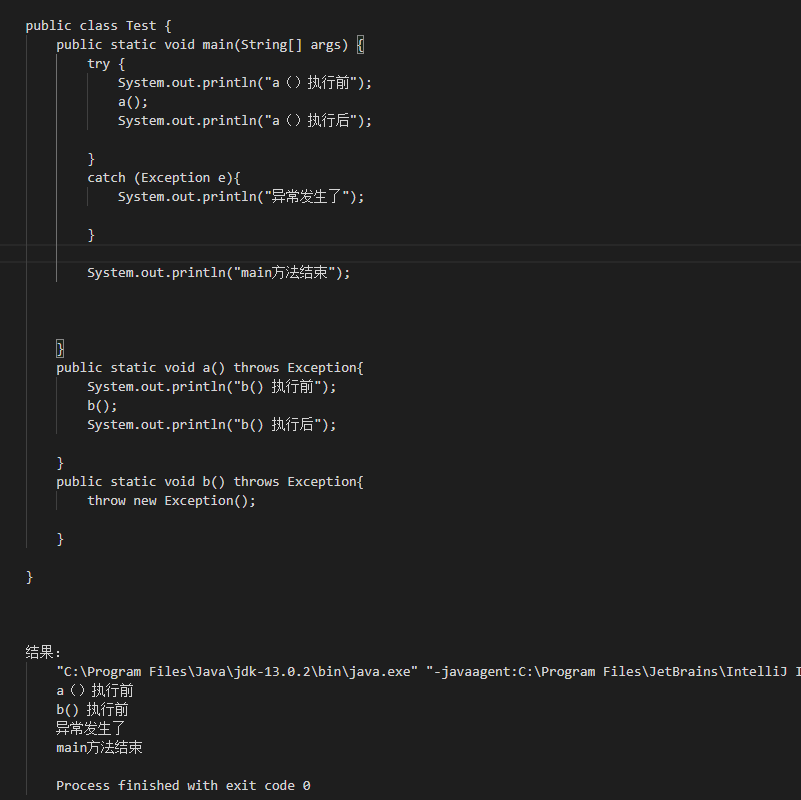 public class Test {
public static void main(String[] args) {
try {
System.out.println("a（）执行前");
a();
System.out.println("a（）执行后");
}
catch (Exception e){
System.out.println("异常发生了");
}
System.out.println("main方法结束");
}
public static void a() throws Exception{
System.out.println("b() 执行前");
b();
System.out.println("b() 执行后");
}
public static void b() throws Exception{
throw new Exception();
}
}
结果:
"C:\Program Files\Java\jdk-13.0.2\bin\java.exe" "-javaagent:C:\Program Files\JetBrains\IntelliJ I
a（）执行前
b() 执行前
异常发生了
main方法结束
Process finished with exit code 0